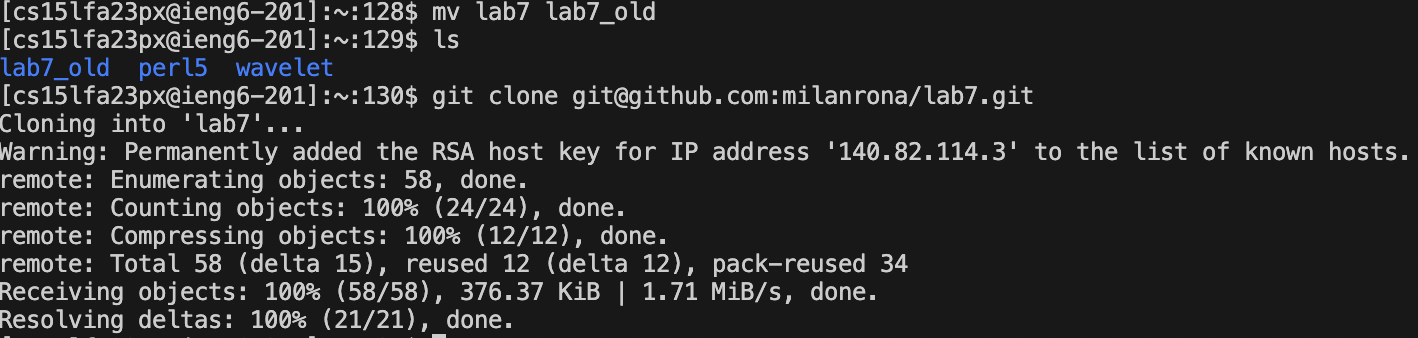 [cs15lfa23px@ieng6-201]:~:128$ mv lab7 lab7_old
[cs15lfa23px@ieng6-201]:~:129$ ls
lab7_old  perl5  wavelet
[cs15lfa23px@ieng6-201]:~:130$ git clone git@github.com:milanrona/lab7.git
Cloning into 'lab7'...
Warning: Permanently added the RSA host key for IP address '140.82.114.3' to the list of known hosts.
remote: Enumerating objects: 58, done.
remote: Counting objects: 100% (24/24), done.
remote: Compressing objects: 100% (12/12), done.
remote: Total 58 (delta 15), reused 12 (delta 12), pack-reused 34
Receiving objects: 100% (58/58), 376.37 KiB | 1.71 MiB/s, done.
Resolving deltas: 100% (21/21), done.